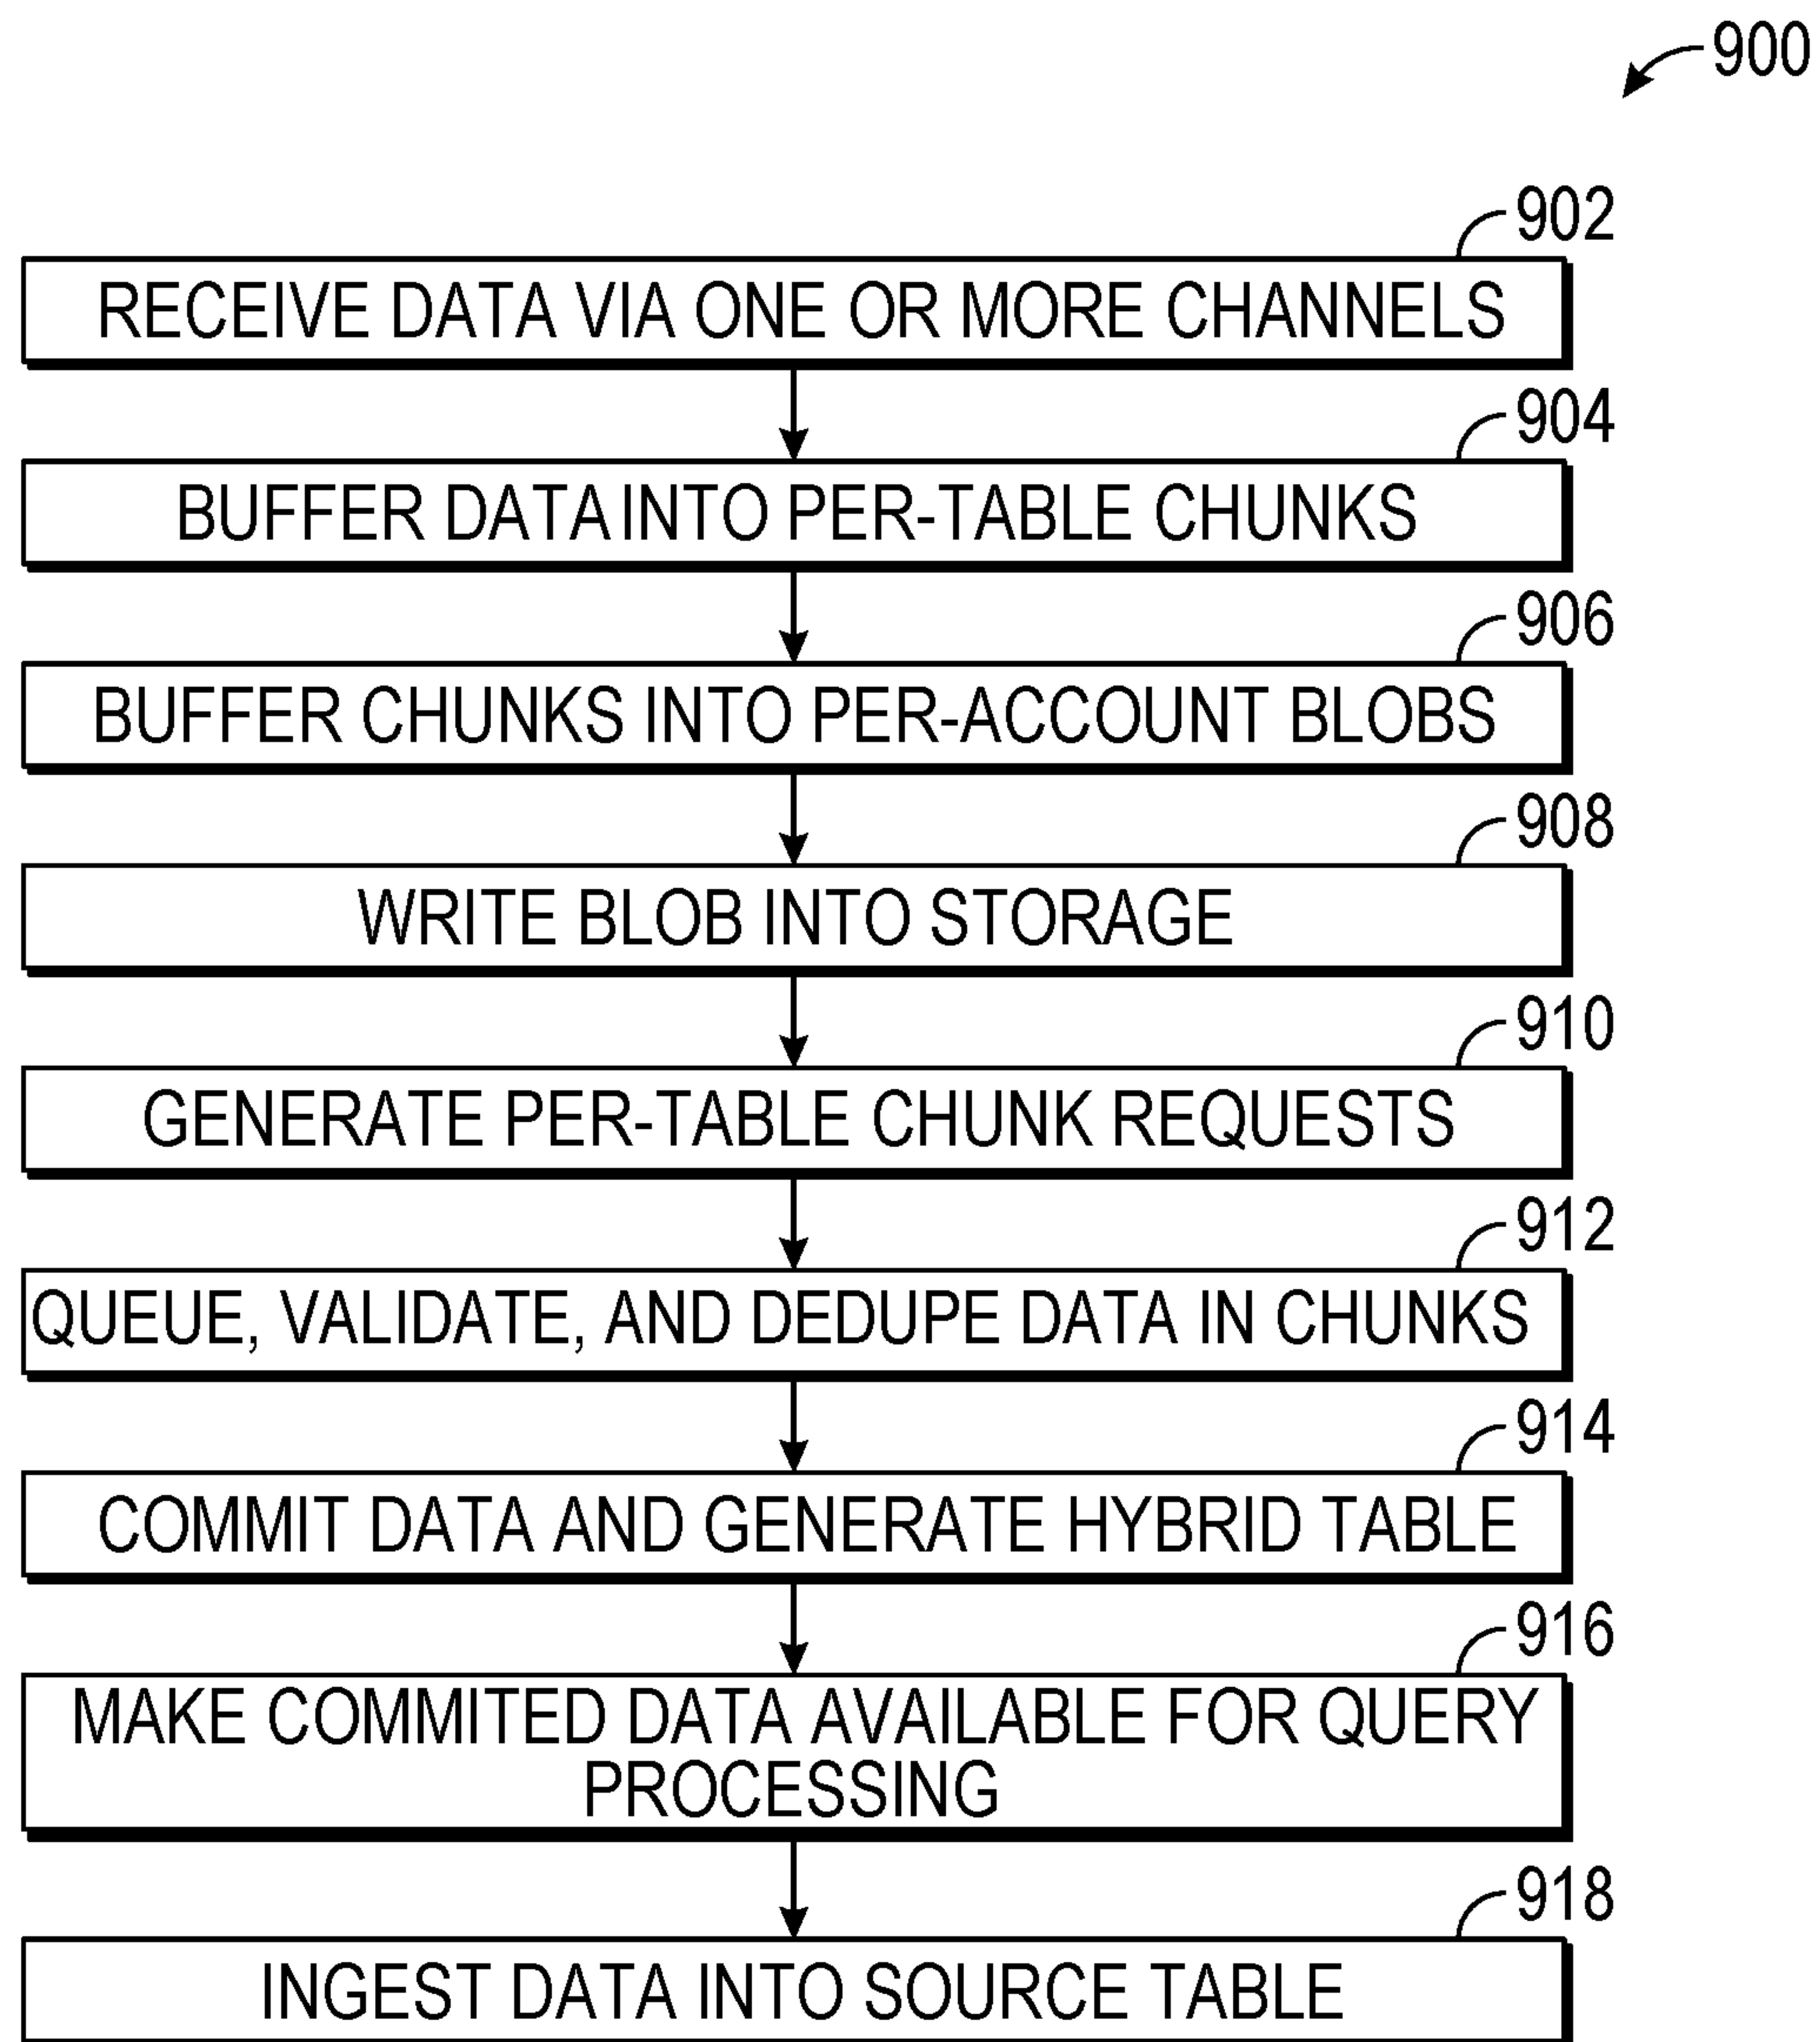 900
902
RECEIVE DATA VIA ONE OR MORE CHANNELS
904
BUFFER DATA INTO PER-TABLE CHUNKS
906
BUFFER CHUNKS INTO PER-ACCOUNT BLOBS
908
WRITE BLOB INTO STORAGE
910
GENERATE PER-TABLE CHUNK REQUESTS
912
QUEUE, VALIDATE, AND DEDUPE DATA IN CHUNKS
914
COMMIT DATA AND GENERATE HYBRID TABLE
916
MAKE COMMITED DATA AVAILABLE FOR QUERY
PROCESSING
918
INGEST DATA INTO SOURCE TABLE